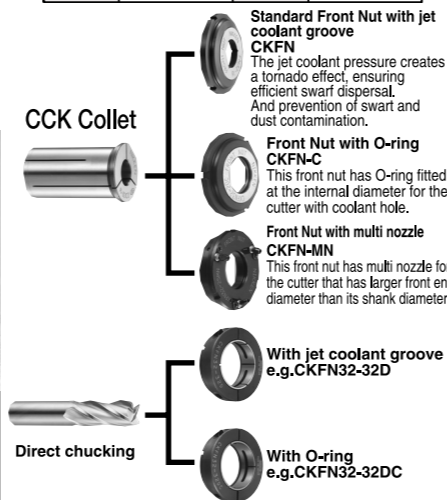 Standard Front Nut with jet
coolant groove
CKFN
The jet coolant pressure creates
a tornado effect, ensuring
efficient swarf dispersal.
And prevention of swart and
dust contamination.
CCK Collet
Front Nut with O-ring
CKFN-C
This front nut has O-ring fitted
at the internal diameter for the
cutter with coolant hole.
Front Nut with multi nozzle
CKFN-MN
This front nut has multi nozzle for
the cutter that has larger front en
diameter than its shank diameter
With jet coolant groove
e.g.CKFN32-32D
Direct chucking
With O-ring
e.g.CKFN32-32DC